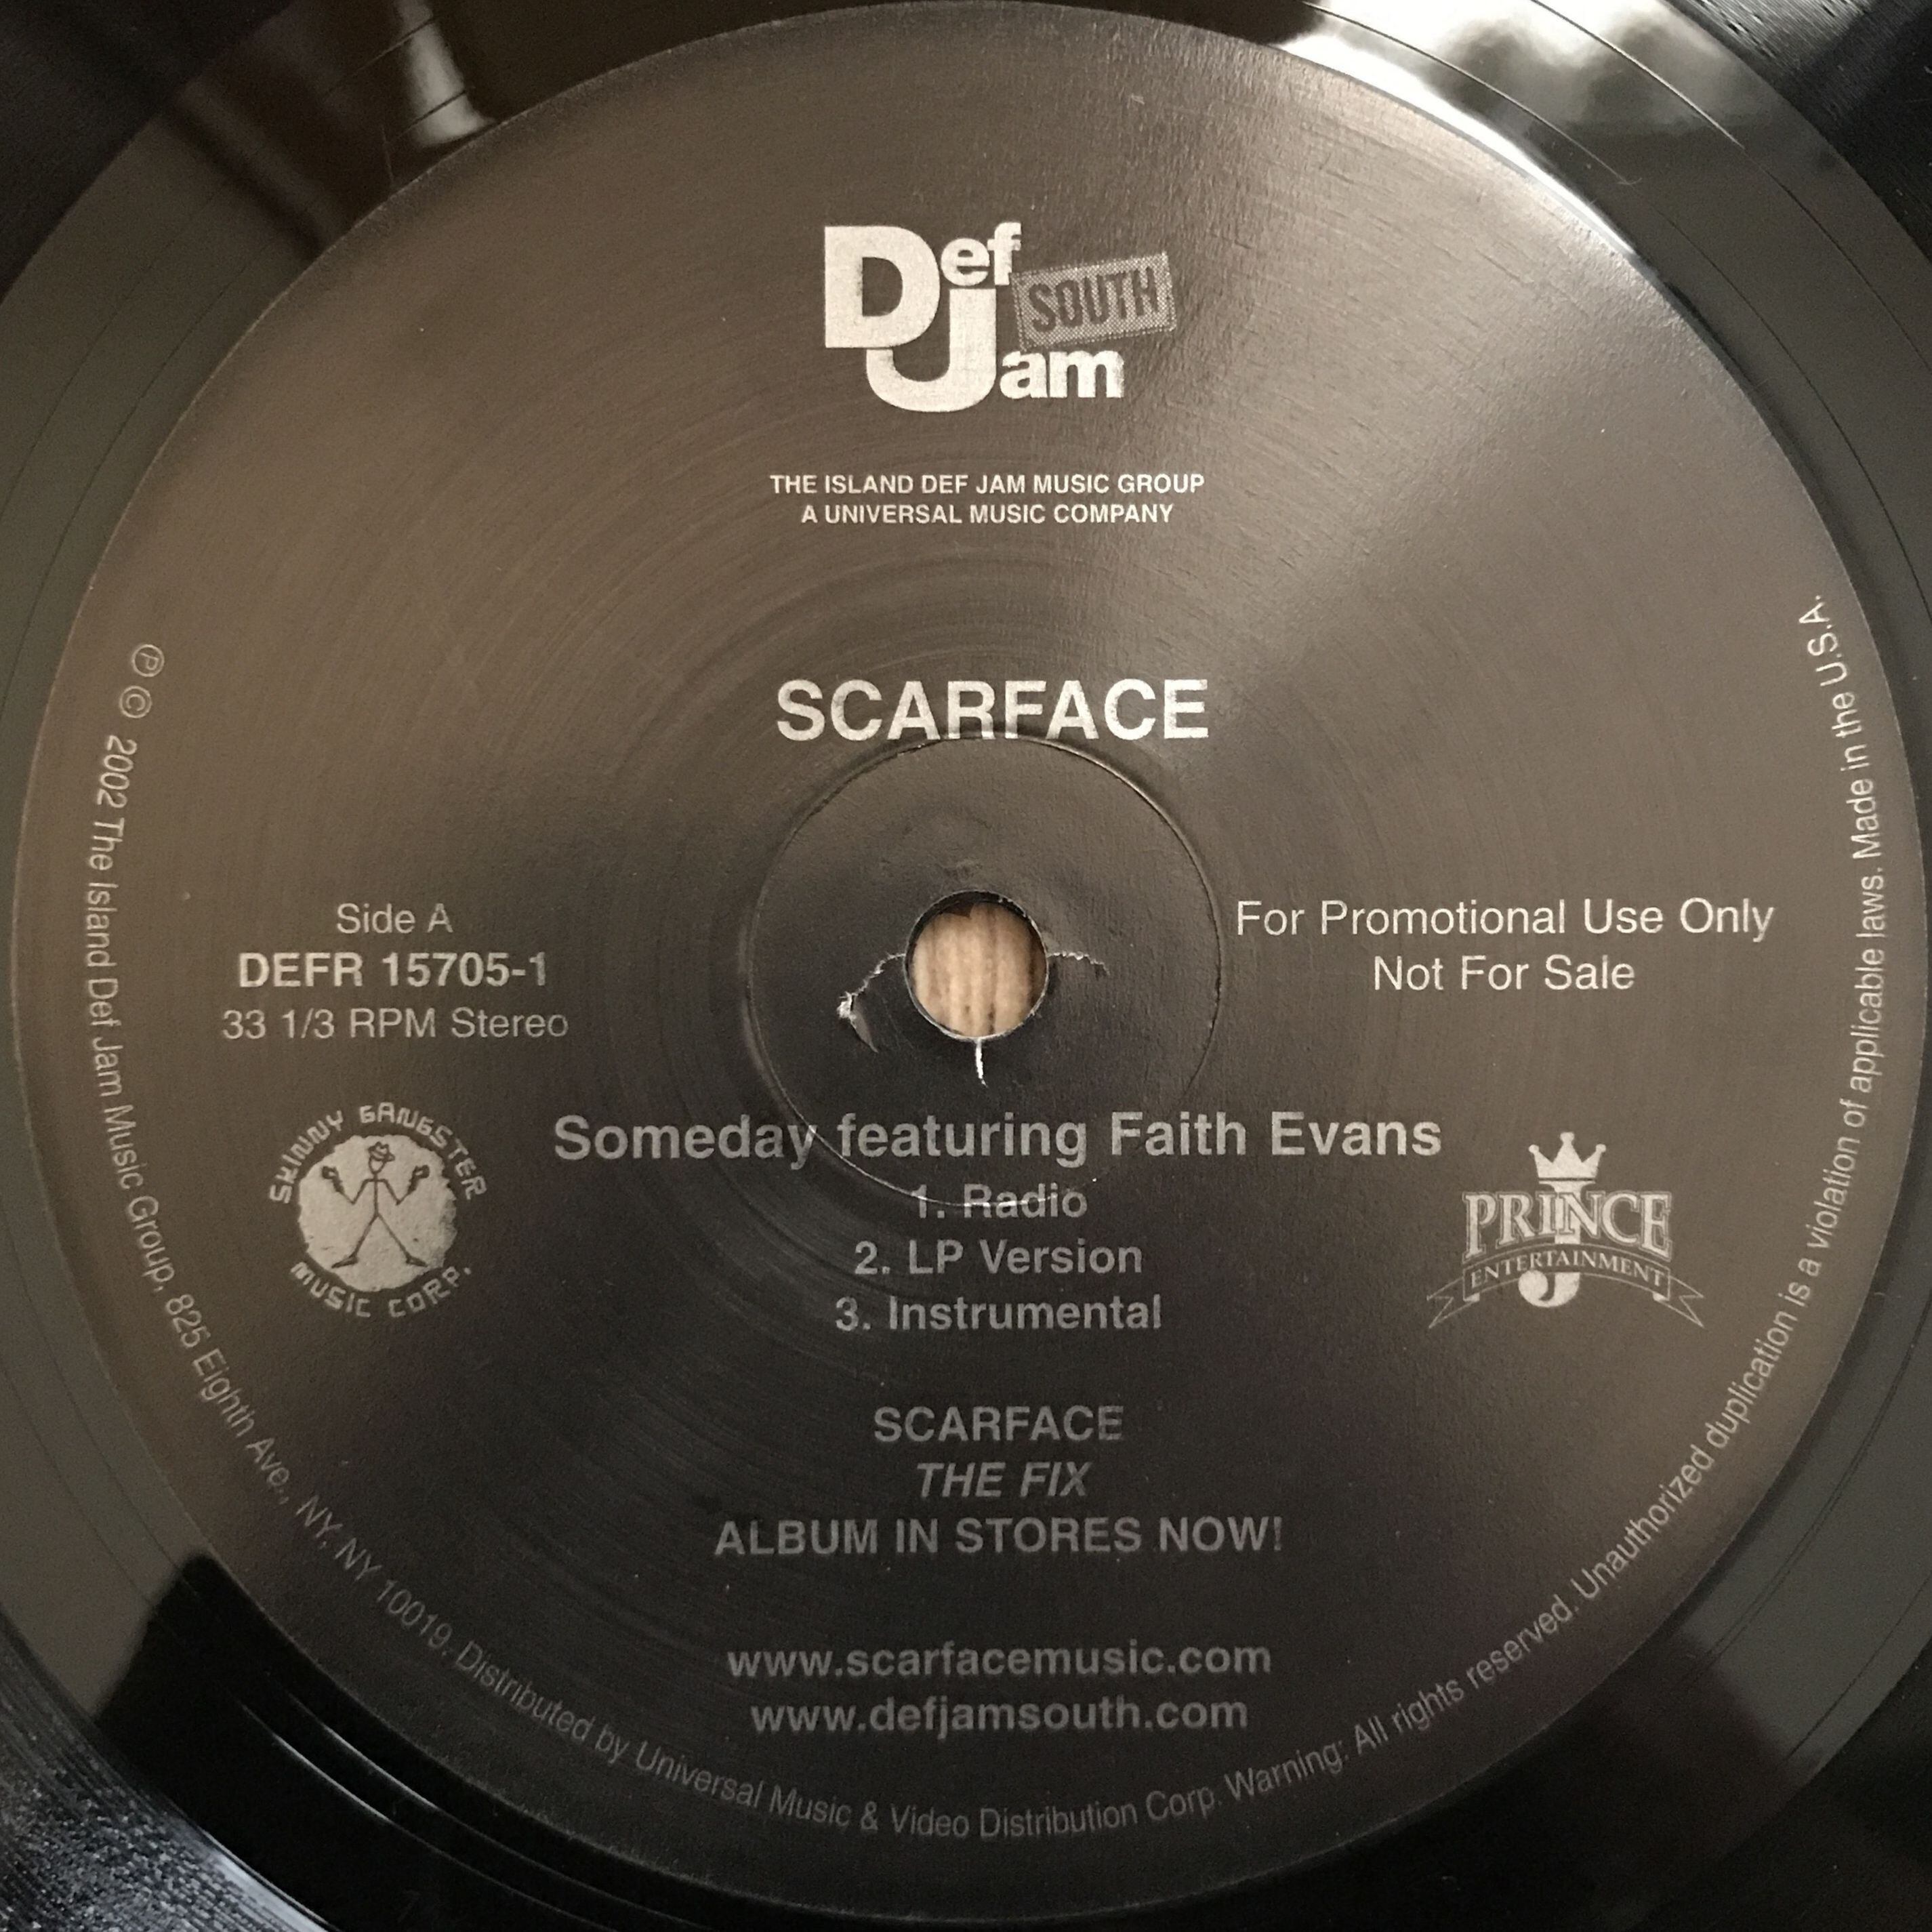 Def Jam SOUTH
THE ISLAND DEF JAM MUSIC GROUP
A UNIVERSAL MUSIC COMPANY
SCARFACE
Side A
DEFR 15705-1
33 1/3 RPM Stereo
For Promotional Use Only
Not For Sale
SKINNY GANGSTER
MUSIC CORP.
Someday featuring Faith Evans
1. Radio
2. LP Version
3. Instrumental
J PRINCE
ENTERTAINMENT
SCARFACE
THE FIX
ALBUM IN STORES NOW!
www.scarfacemusic.com
www.defjamsouth.com
℗ © 2002 The Island Def Jam Music Group, 825 Eighth Ave., NY, NY 10019. Distributed by Universal Music & Video Distribution Corp. Warning: All rights reserved. Unauthorized duplication is a violation of applicable laws. Made in the U.S.A.